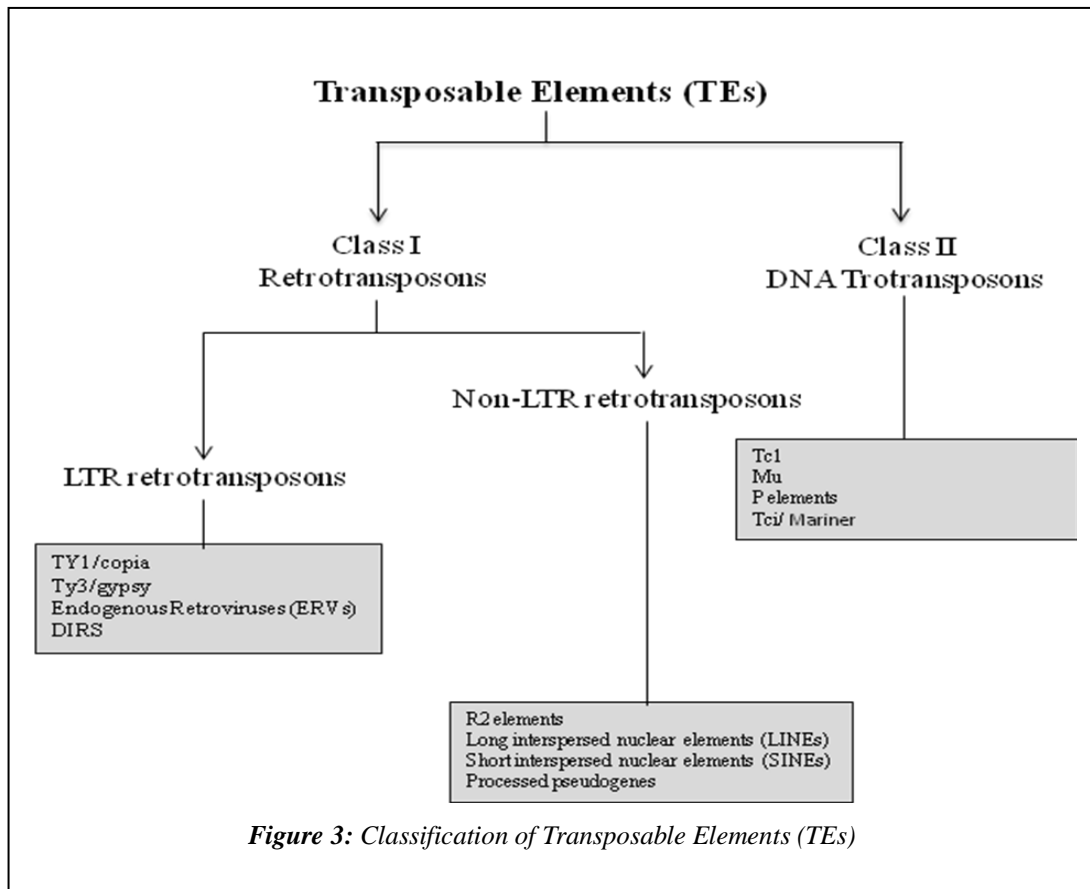 Transposable Elements (TEs)
Class I
Retrotransposons
Class II
DNA Trotransposons
Non-LTR retrotransposons
LTR retrotransposons
Tc1
Mu
P elements
Tci/ Mariner
TY1/copia
Ty3/gypsy
Endogenous Retroviruses (ERVs)
DIRS
R2 elements
Long interspersed nuclear elements (LINEs)
Short interspersed nuclear elements (SINEs)
Processed pseudogenes
Figure 3: Classification of Transposable Elements (TEs)